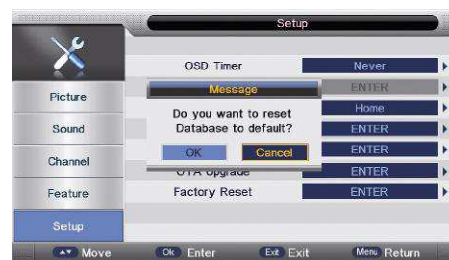 Setup
OSD Timer Never
Message ENTER
Picture
Do you want to reset Home
Sound
Database to default? ENTER
OK Cancel ENTER
Channel
OTA Upgrade ENTER
Feature
Factory Reset ENTER
Setup
Move Ok Enter Exit Exit Menu Return